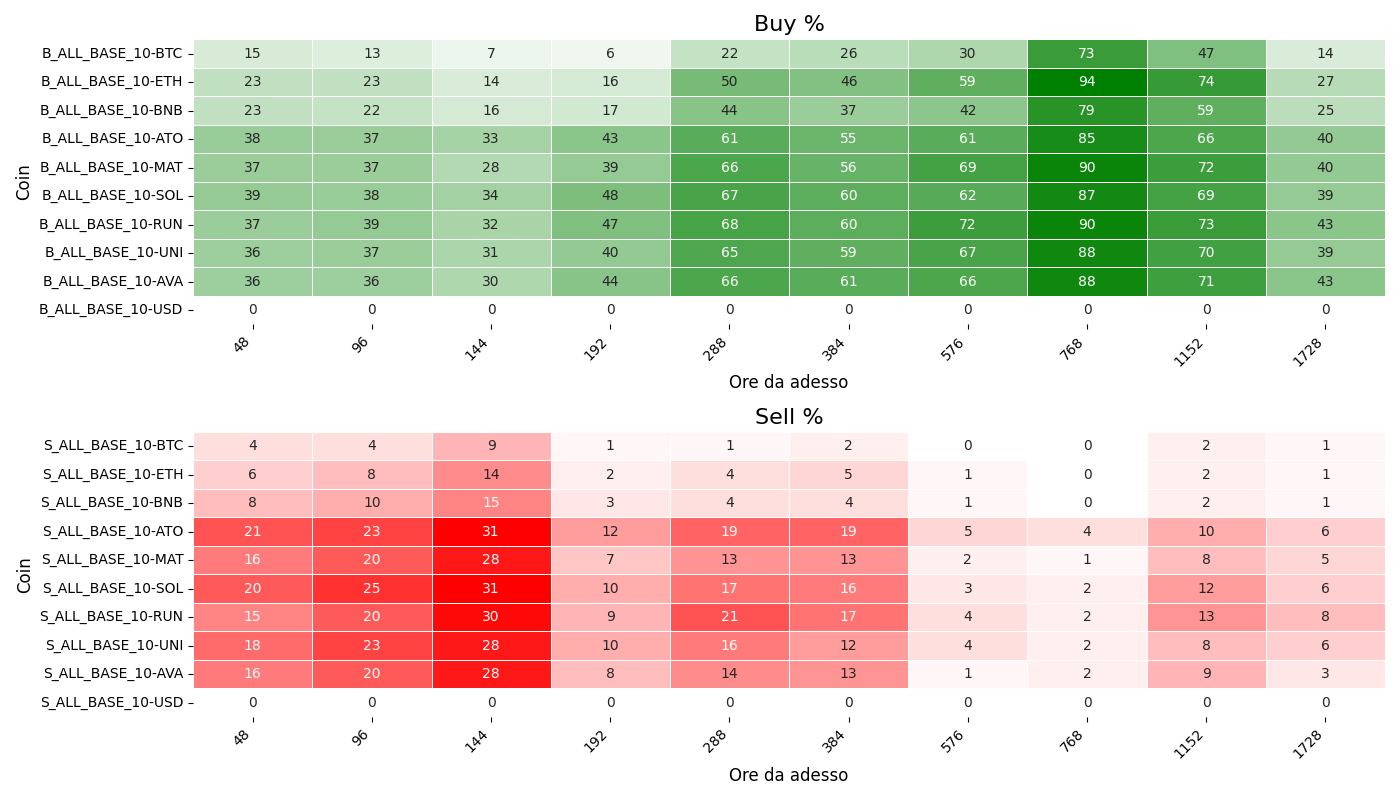 Buy %
Coin
B_ALL_BASE_10-BTC 15 13 7 6 22 26 30 73 47 14
B_ALL_BASE_10-ETH 23 23 14 16 50 46 59 94 74 27
B_ALL_BASE_10-BNB 23 22 16 17 44 37 42 79 59 25
B_ALL_BASE_10-ATO 38 37 33 43 61 55 61 85 66 40
B_ALL_BASE_10-MAT 37 37 28 39 66 56 69 90 72 40
B_ALL_BASE_10-SOL 39 38 34 48 67 60 62 87 69 39
B_ALL_BASE_10-RUN 37 39 32 47 68 60 72 90 73 43
B_ALL_BASE_10-UNI 36 37 31 40 65 59 67 88 70 39
B_ALL_BASE_10-AVA 36 36 30 44 66 61 66 88 71 43
B_ALL_BASE_10-USD 0 0 0 0 0 0 0 0 0 0
48 96 144 192 288 384 576 768 1152 1728
Ore da adesso
Sell %
Coin
S_ALL_BASE_10-BTC 4 4 9 1 1 2 0 0 2 1
S_ALL_BASE_10-ETH 6 8 14 2 4 5 1 0 2 1
S_ALL_BASE_10-BNB 8 10 15 3 4 4 1 0 2 1
S_ALL_BASE_10-ATO 21 23 31 12 19 19 5 4 10 6
S_ALL_BASE_10-MAT 16 20 28 7 13 13 2 1 8 5
S_ALL_BASE_10-SOL 20 25 31 10 17 16 3 2 12 6
S_ALL_BASE_10-RUN 15 20 30 9 21 17 4 2 13 8
S_ALL_BASE_10-UNI 18 23 28 10 16 12 4 2 8 6
S_ALL_BASE_10-AVA 16 20 28 8 14 13 1 2 9 3
S_ALL_BASE_10-USD 0 0 0 0 0 0 0 0 0 0
48 96 144 192 288 384 576 768 1152 1728
Ore da adesso